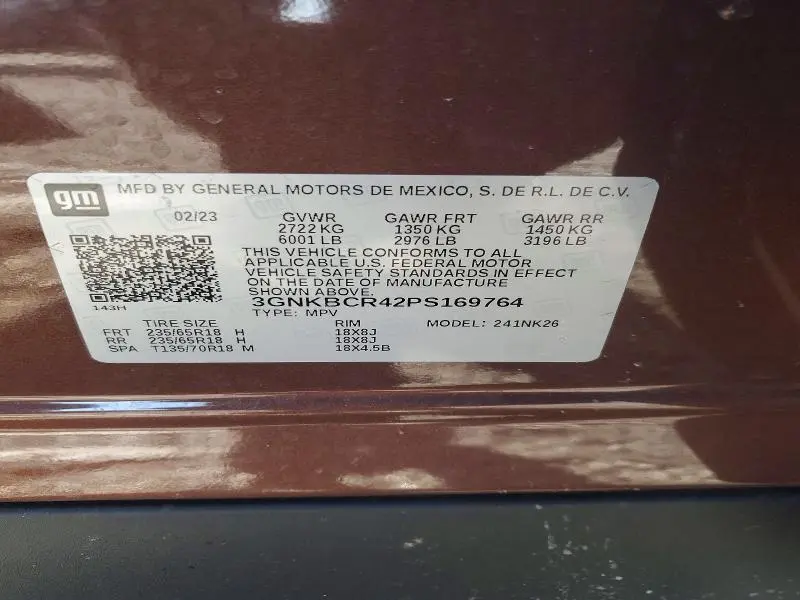 gm MFD BY GENERAL MOTORS DE MEXICO, S. DE R.L. DE C.V.
02/23 GVWR GAWR FRT GAWR RR
2722 KG 1350 KG 1450 KG
6001 LB 2976 LB 3196 LB
THIS VEHICLE CONFORMS TO ALL
APPLICABLE U.S. FEDERAL MOTOR
VEHICLE SAFETY STANDARDS IN EFFECT
ON THE DATE OF MANUFACTURE
SHOWN ABOVE.
3GNKBCR42PS169764
143H
TYPE: MPV
TIRE SIZE RIM MODEL: 241NK26
FRT 235/65R18 H 18X8J
RR 235/65R18 H 18X8J
SPA T135/70R18 M 18X4.5B